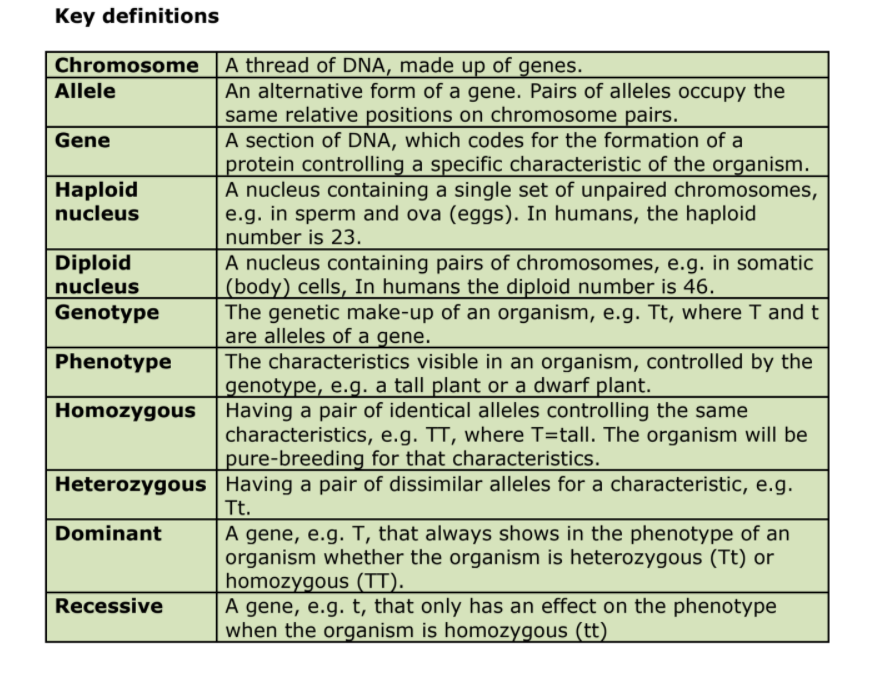 Key definitions
Chromosome A thread of DNA, made up of genes.
Allele An alternative form of a gene. Pairs of alleles occupy the
same relative positions on chromosome pairs.
Gene A section of DNA, which codes for the formation of a
protein controlling a specific characteristic of the organism.
Haploid A nucleus containing a single set of unpaired chromosomes,
nucleus e.g. in sperm and ova (eggs). In humans, the haploid
number is 23.
Diploid A nucleus containing pairs of chromosomes, e.g. in somatic
nucleus (body) cells, In humans the diploid number is 46.
Genotype The genetic make-up of an organism, e.g. Tt, where T and t
are alleles of a gene.
Phenotype The characteristics visible in an organism, controlled by the
genotype, e.g. a tall plant or a dwarf plant.
Homozygous Having a pair of identical alleles controlling the same
characteristics, e.g. TT, where T=tall. The organism will be
pure-breeding for that characteristics.
Heterozygous Having a pair of dissimilar alleles for a characteristic, e.g.
Tt.
Dominant A gene, e.g. T, that always shows in the phenotype of an
organism whether the organism is heterozygous (Tt) or
homozygous (TT).
Recessive A gene, e.g. t, that only has an effect on the phenotype
when the organism is homozygous (tt)